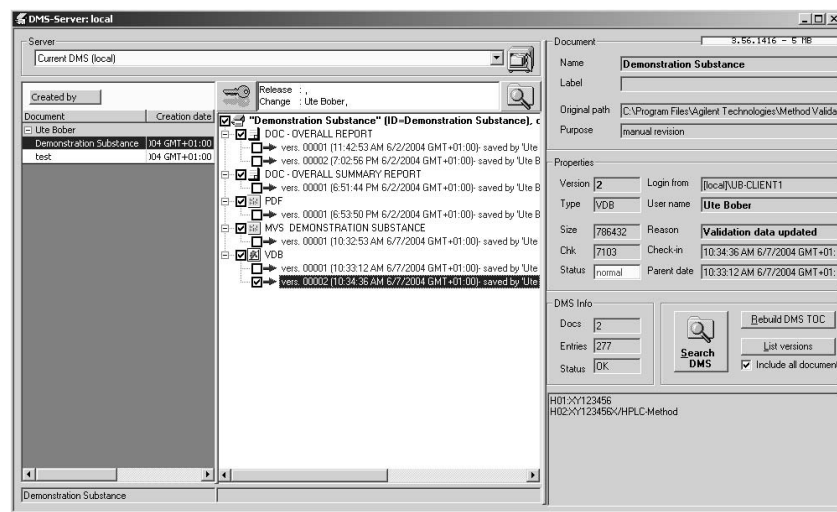 DMS-Server: local
Server
Current DMS (local)
Created by
Document Creation date
Ute Bober
Demonstration Substance )04 GMT+01:00
test )04 GMT+01:00
Demonstration Substance
Release : ,
Change : Ute Bober,
"Demonstration Substance" (ID=Demonstration Substance), c
DOC - OVERALL REPORT
vers. 00001 (11:42:53 AM 6/2/2004 GMT+01:00)- saved by 'Ute
vers. 00002 (7:02:56 PM 6/2/2004 GMT+01:00)- saved by 'Ute B
DOC - OVERALL SUMMARY REPORT
vers. 00001 (6:51:44 PM 6/2/2004 GMT+01:00)- saved by 'Ute B
PDF
vers. 00001 (6:53:50 PM 6/2/2004 GMT+01:00)- saved by 'Ute B
MVS DEMONSTRATION SUBSTANCE
vers. 00001 (10:32:53 AM 6/7/2004 GMT+01:00)- saved by 'Ute
VDB
vers. 00001 (10:33:12 AM 6/7/2004 GMT+01:00)- saved by 'Ute
vers. 00002 (10:34:36 AM 6/7/2004 GMT+01:00)- saved by 'Ute
Document 3.56.1416 - 5 MB
Name Demonstration Substance
Label
Original path C:\Program Files\Agilent Technologies\Method Valida
Purpose manual revision
Properties
Version 2 Login from [local]\UB-CLIENT1
Type VDB User name Ute Bober
Size 786432 Reason Validation data updated
Chk 7103 Check-in 10:34:36 AM 6/7/2004 GMT+01:
Status normal Parent date 10:33:12 AM 6/7/2004 GMT+01:
DMS Info
Docs 2
Entries 277
Status OK
Search
DMS
Rebuild DMS TOC
List versions
Include all document
H01:XY123456
H02:XY123456X/HPLC-Method